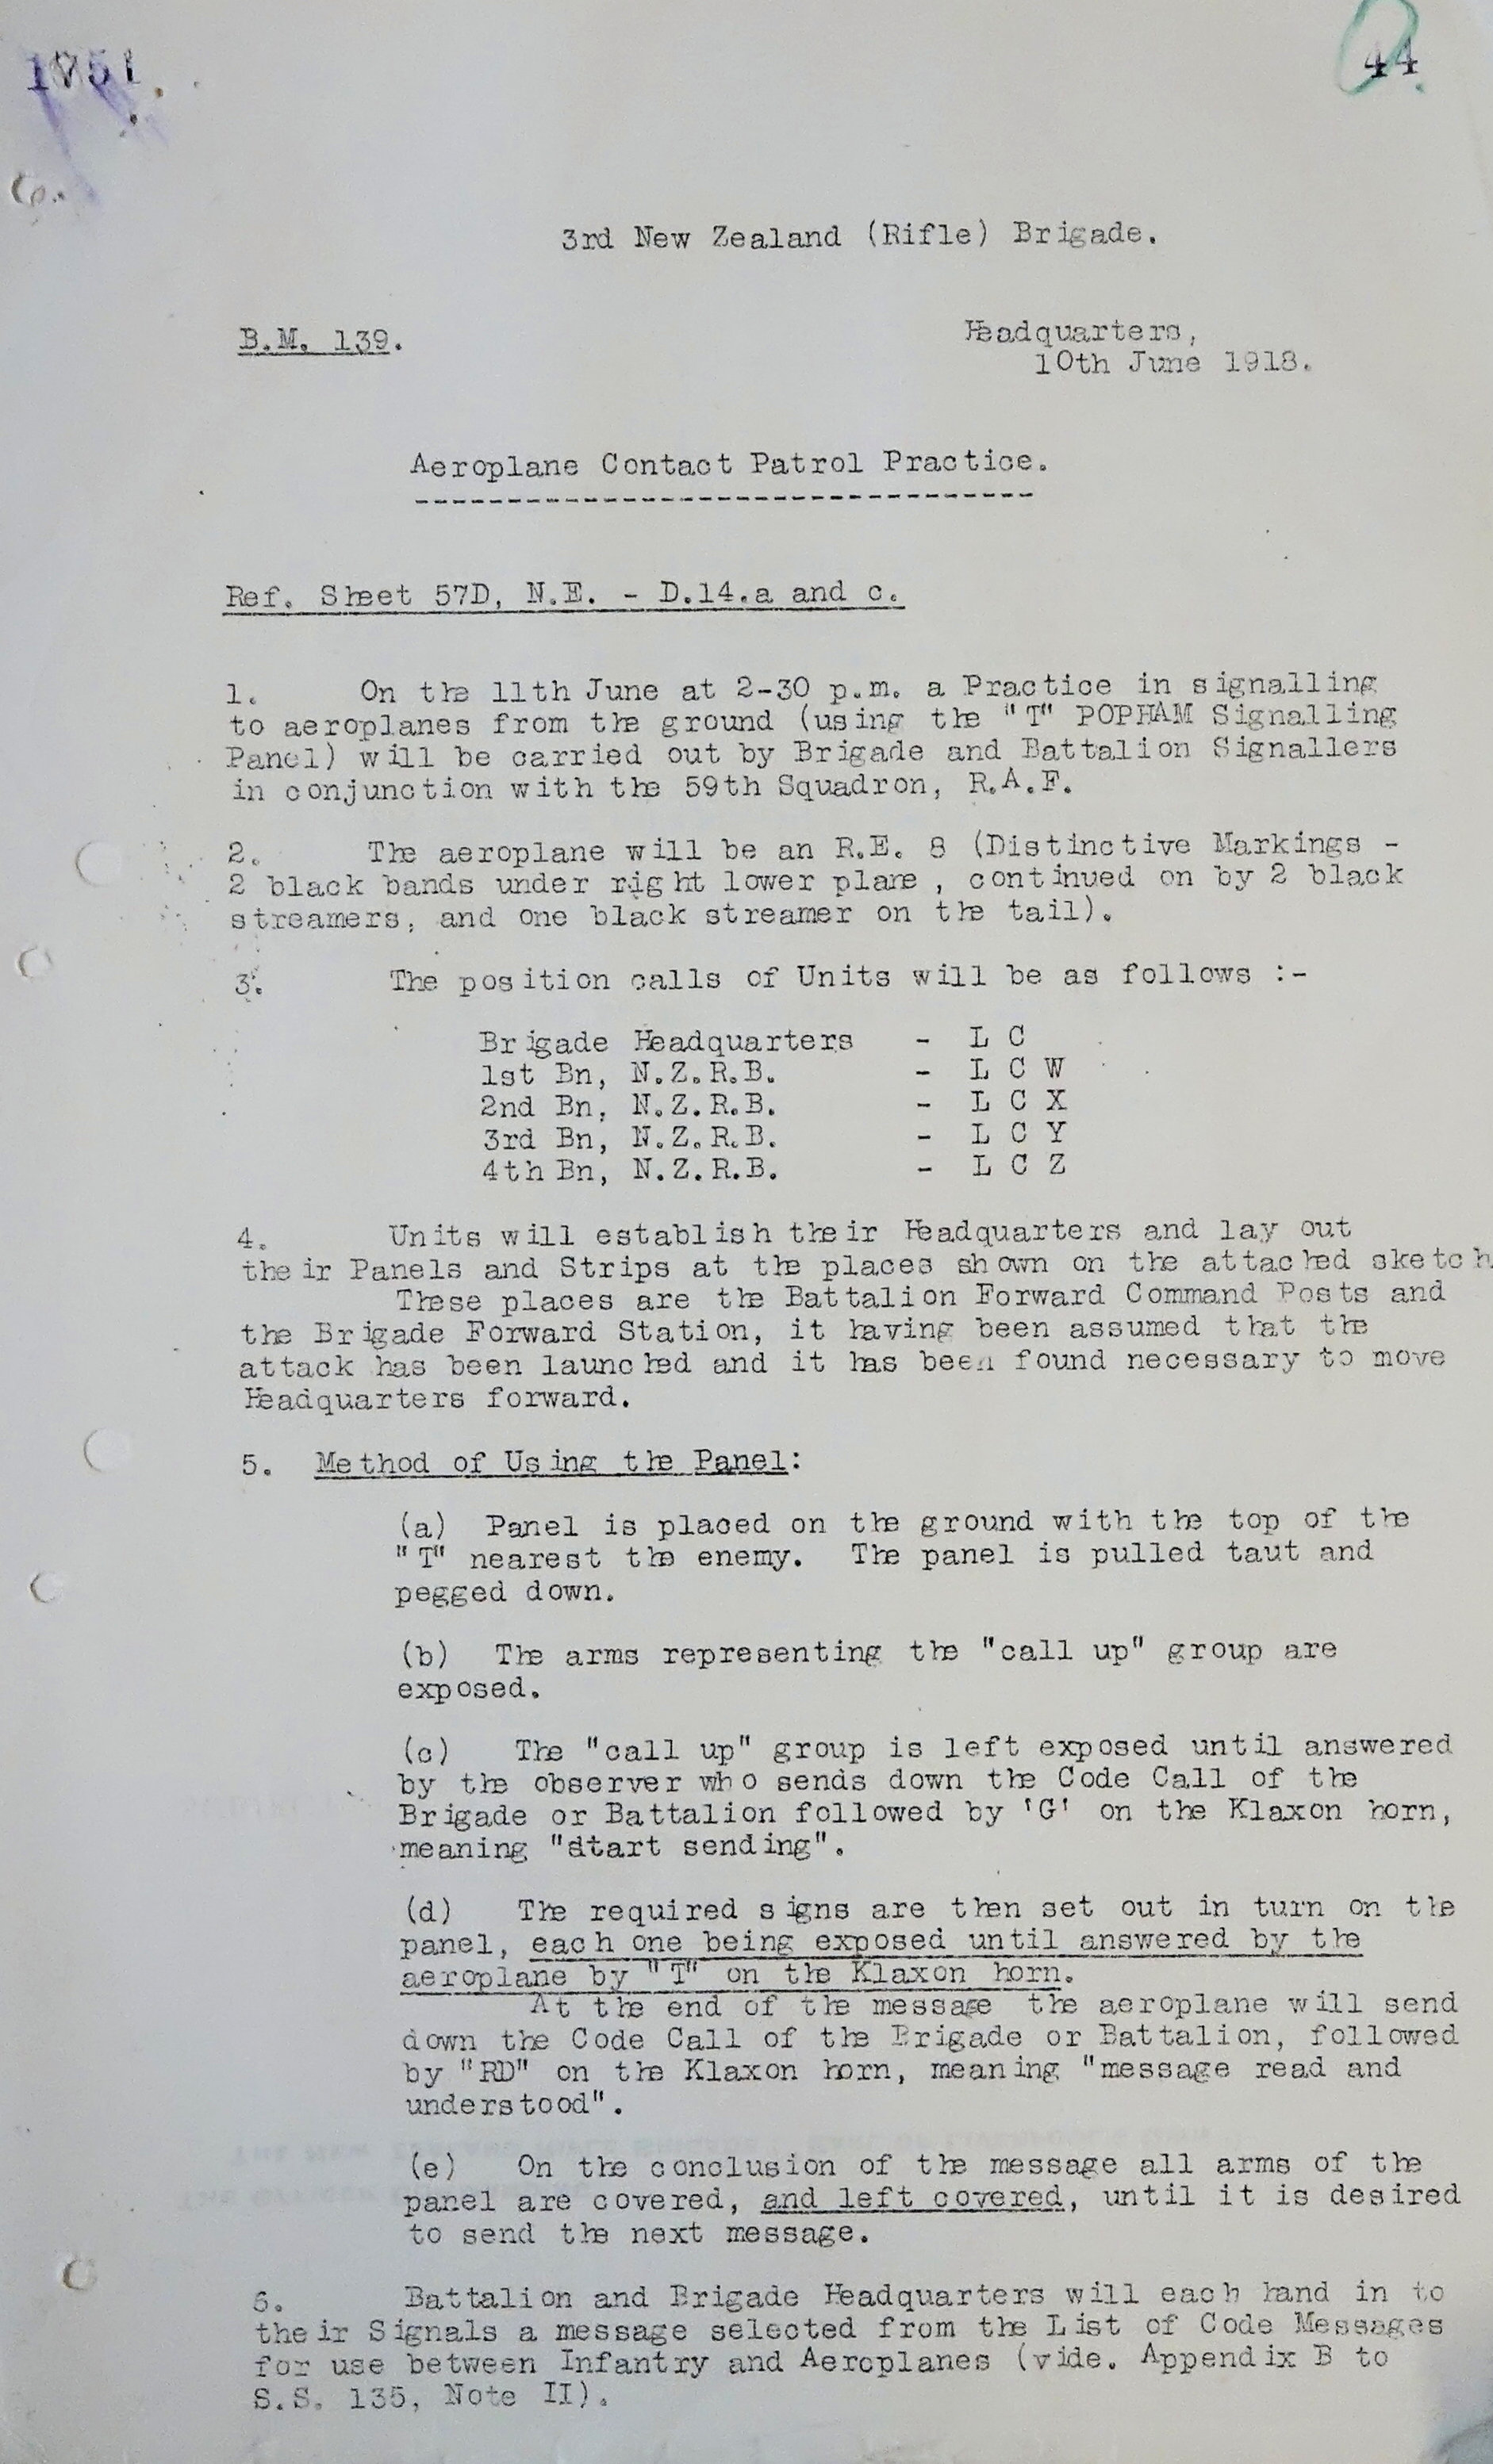 44
3rd New Zealand (Rifle) Brigade.
B.M. 139.
Headquarters,
10th June 1918.
Aeroplane Contact Patrol Practice.
Ref. Sheet 57D, N.E. - D.14.a and c.
1. On the 11th June at 2-30 p.m. a Practice in signalling
to aeroplanes from the ground (using the "T" POPHAM Signalling
Panel) will be carried out by Brigade and Battalion Signallers
in conjunction with the 59th Squadron, R.A.F.
2. The aeroplane will be an R.E. 8 (Distinctive Markings -
2 black bands under right lower plane, continued on by 2 black
streamers, and one black streamer on the tail).
3. The position calls of Units will be as follows :-
Brigade Headquarters - L C
1st Bn, N.Z.R.B. - L C W
2nd Bn, N.Z.R.B. - L C X
3rd Bn, N.Z.R.B. - L C Y
4th Bn, N.Z.R.B. - L C Z
4. Units will establish their Headquarters and lay out
their Panels and Strips at the places shown on the attached sketch
These places are the Battalion Forward Command Posts and
the Brigade Forward Station, it having been assumed that the
attack has been launched and it has been found necessary to move
Headquarters forward.
5. Method of Using the Panel:
(a) Panel is placed on the ground with the top of the
"T" nearest the enemy. The panel is pulled taut and
pegged down.
(b) The arms representing the "call up" group are
exposed.
(c) The "call up" group is left exposed until answered
by the observer who sends down the Code Call of the
Brigade or Battalion followed by 'G' on the Klaxon horn,
meaning "start sending".
(d) The required signs are then set out in turn on the
panel, each one being exposed until answered by the
aeroplane by "T" on the Klaxon horn.
At the end of the message the aeroplane will send
down the Code Call of the Brigade or Battalion, followed
by "RD" on the Klaxon horn, meaning "message read and
understood".
(e) On the conclusion of the message all arms of the
panel are covered, and left covered, until it is desired
to send the next message.
6. Battalion and Brigade Headquarters will each hand in to
their Signals a message selected from the List of Code Messages
for use between Infantry and Aeroplanes (vide. Appendix B to
S.S. 135, Note II).